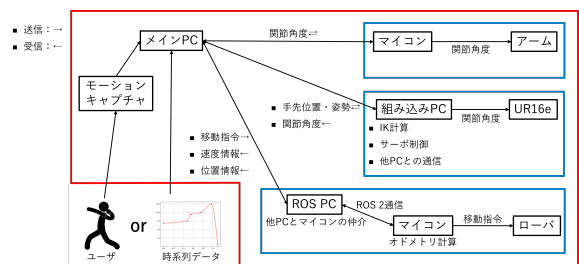 ■ 送信：→
■ 受信：←
メインPC
関節角度⇄
マイコン
関節角度
アーム
モーション
キャプチャ
■ 手先位置・姿勢⇄
■ 関節角度←
組み込みPC
関節角度
UR16e
■ IK計算
■ サーボ制御
■ 他PCとの通信
■ 移動指令→
■ 速度情報←
■ 位置情報←
ROS PC
他PCとマイコンの仲介
ROS 2通信
マイコン
オドメトリ計算
移動指令
ローバ
or
ユーザ
時系列データ